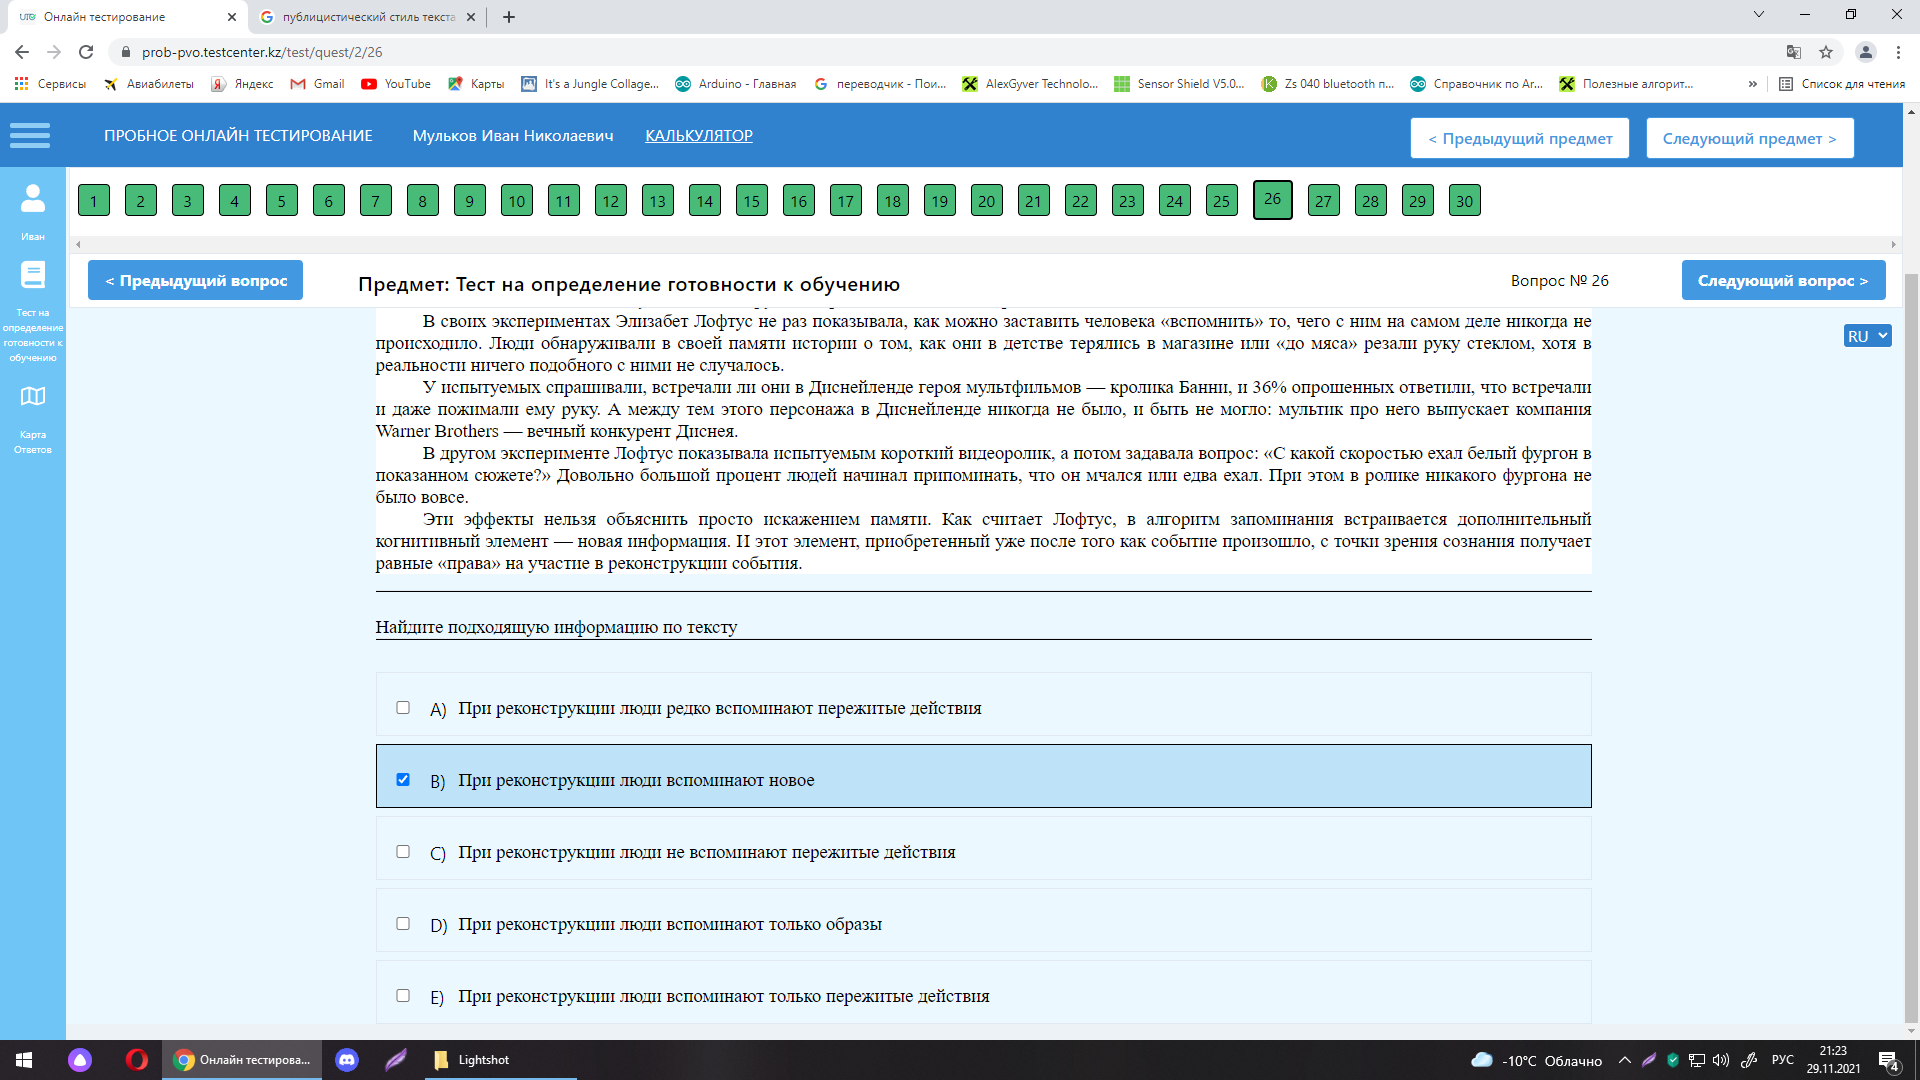 Онлайн тестирование
публицистический стиль текста
prob-pvo.testcenter.kz/test/quest/2/26
Сервисы
Авиабилеты
Яндекс
Gmail
YouTube
Карты
It's a Jungle Collage...
Arduino - Главная
переводчик - Пои...
AlexGyver Technolo...
Sensor Shield V5.0...
Zs 040 bluetooth п...
Справочник по Ar...
Полезные алгорит...
»
Список для чтения
ПРОБНОЕ ОНЛАЙН ТЕСТИРОВАНИЕ
Мульков Иван Николаевич
КАЛЬКУЛЯТОР
< Предыдущий предмет
Следующий предмет >
1 2 3 4 5 6 7 8 9 10 11 12 13 14 15 16 17 18 19 20 21 22 23 24 25 26 27 28 29 30
Иван
Тест на
определение
готовности к
обучению
Карта
Ответов
< Предыдущий вопрос
Предмет: Тест на определение готовности к обучению
Вопрос № 26
Следующий вопрос >
RU
В своих экспериментах Элизабет Лофтус не раз показывала, как можно заставить человека «вспомнить» то, чего с ним на самом деле никогда не
происходило. Люди обнаруживали в своей памяти истории о том, как они в детстве терялись в магазине или «до мяса» резали руку стеклом, хотя в
реальности ничего подобного с ними не случалось.
У испытуемых спрашивали, встречали ли они в Диснейленде героя мультфильмов — кролика Банни, и 36% опрошенных ответили, что встречали
и даже пожимали ему руку. А между тем этого персонажа в Диснейленде никогда не было, и быть не могло: мультик про него выпускает компания
Warner Brothers — вечный конкурент Диснея.
В другом эксперименте Лофтус показывала испытуемым короткий видеоролик, а потом задавала вопрос: «С какой скоростью ехал белый фургон в
показанном сюжете?» Довольно большой процент людей начинал припоминать, что он мчался или едва ехал. При этом в ролике никакого фургона не
было вовсе.
Эти эффекты нельзя объяснить просто искажением памяти. Как считает Лофтус, в алгоритм запоминания встраивается дополнительный
когнитивный элемент — новая информация. И этот элемент, приобретенный уже после того как событие произошло, с точки зрения сознания получает
равные «права» на участие в реконструкции события.
Найдите подходящую информацию по тексту
A) При реконструкции люди редко вспоминают пережитые действия
B) При реконструкции люди вспоминают новое
C) При реконструкции люди не вспоминают пережитые действия
D) При реконструкции люди вспоминают только образы
E) При реконструкции люди вспоминают только пережитые действия
Онлайн тестирова...
Lightshot
-10°C Облачно
РУС
21:23
29.11.2021
4